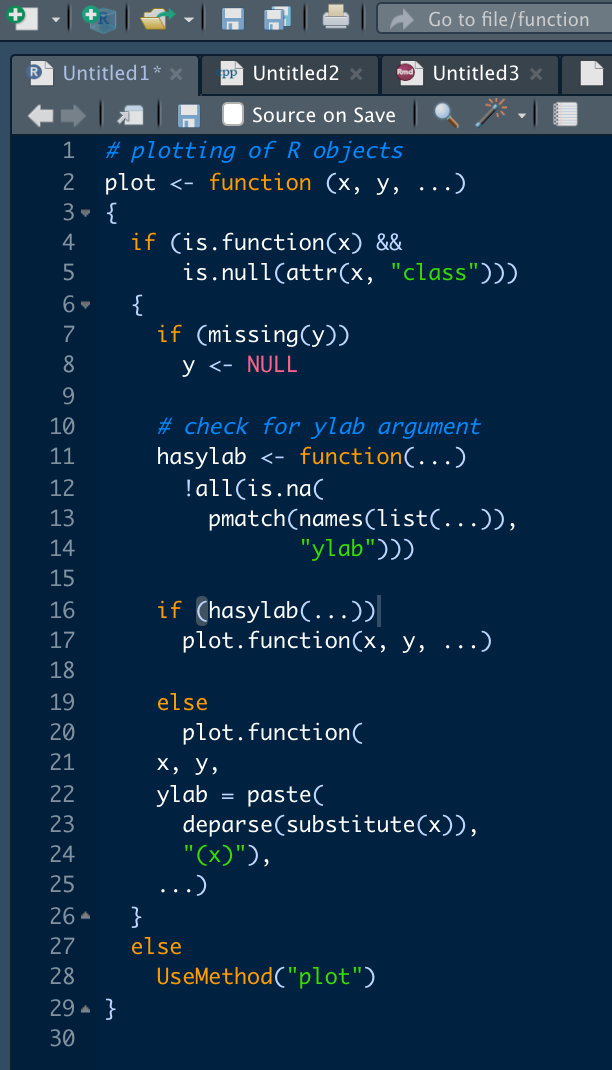 Go to file/function
Untitled1* Untitled2 Untitled3
Source on Save
1 # plotting of R objects
2 plot <- function (x, y, ...)
3 {
4   if (is.function(x) &&
5       is.null(attr(x, "class")))
6   {
7     if (missing(y))
8       y <- NULL
9
10     # check for ylab argument
11     hasylab <- function(...)
12       !all(is.na(
13         pmatch(names(list(...)),
14                "ylab")))
15
16     if (hasylab(...))
17       plot.function(x, y, ...)
18
19     else
20       plot.function(
21     x, y,
22     ylab = paste(
23       deparse(substitute(x)),
24       "(x)"),
25     ...)
26   }
27   else
28     UseMethod("plot")
29 }
30